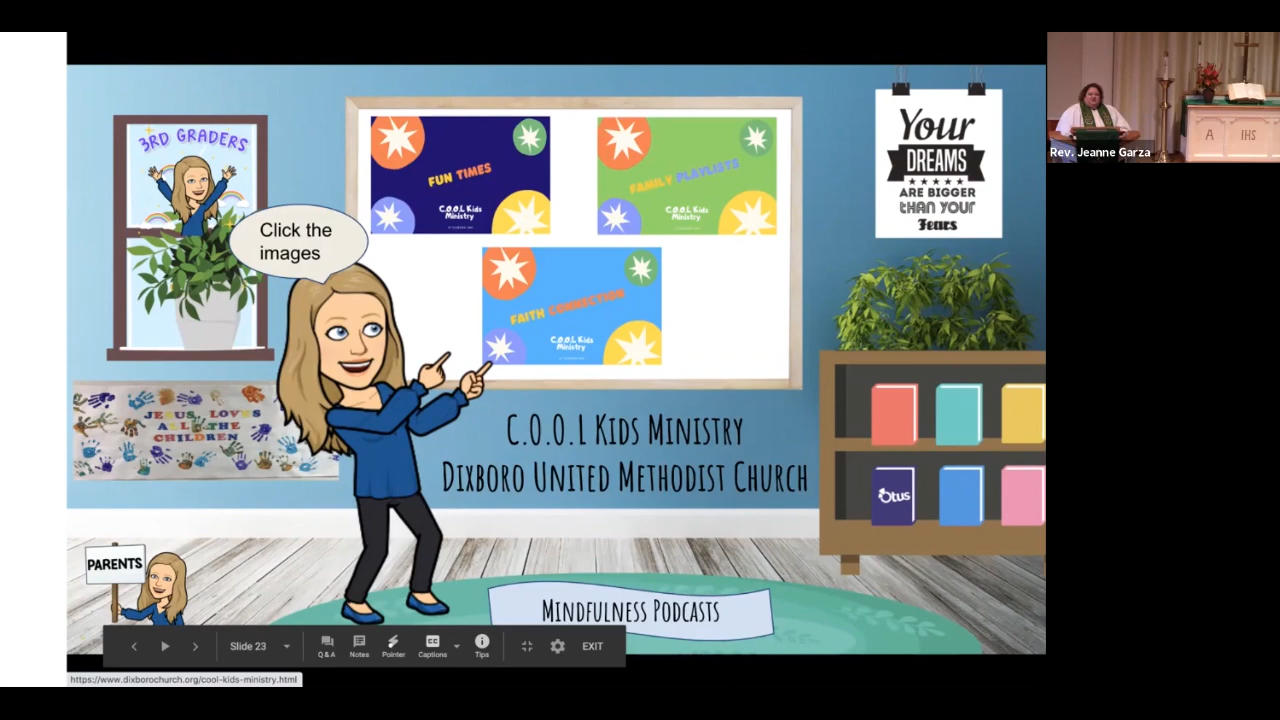 3RD GRADERS
Click the
images
FUN TIMES
C.O.O.L Kids
Ministry
FAMILY PLAYLISTS
C.O.O.L Kids
Ministry
FAITH CONNECTION
C.O.O.L Kids
Ministry
Your
DREAMS
ARE BIGGER
THAN YOUR
Fears
Rev. Jeanne Garza
A IHS
JESUS LOVES
ALL THE
CHILDREN
C.O.O.L Kids Ministry
Dixboro United Methodist Church
Otus
PARENTS
Mindfulness Podcasts
Slide 23
Q&A
Notes
Pointer
Captions
Tips
EXIT
https://www.dixborochurch.org/cool-kids-ministry.html